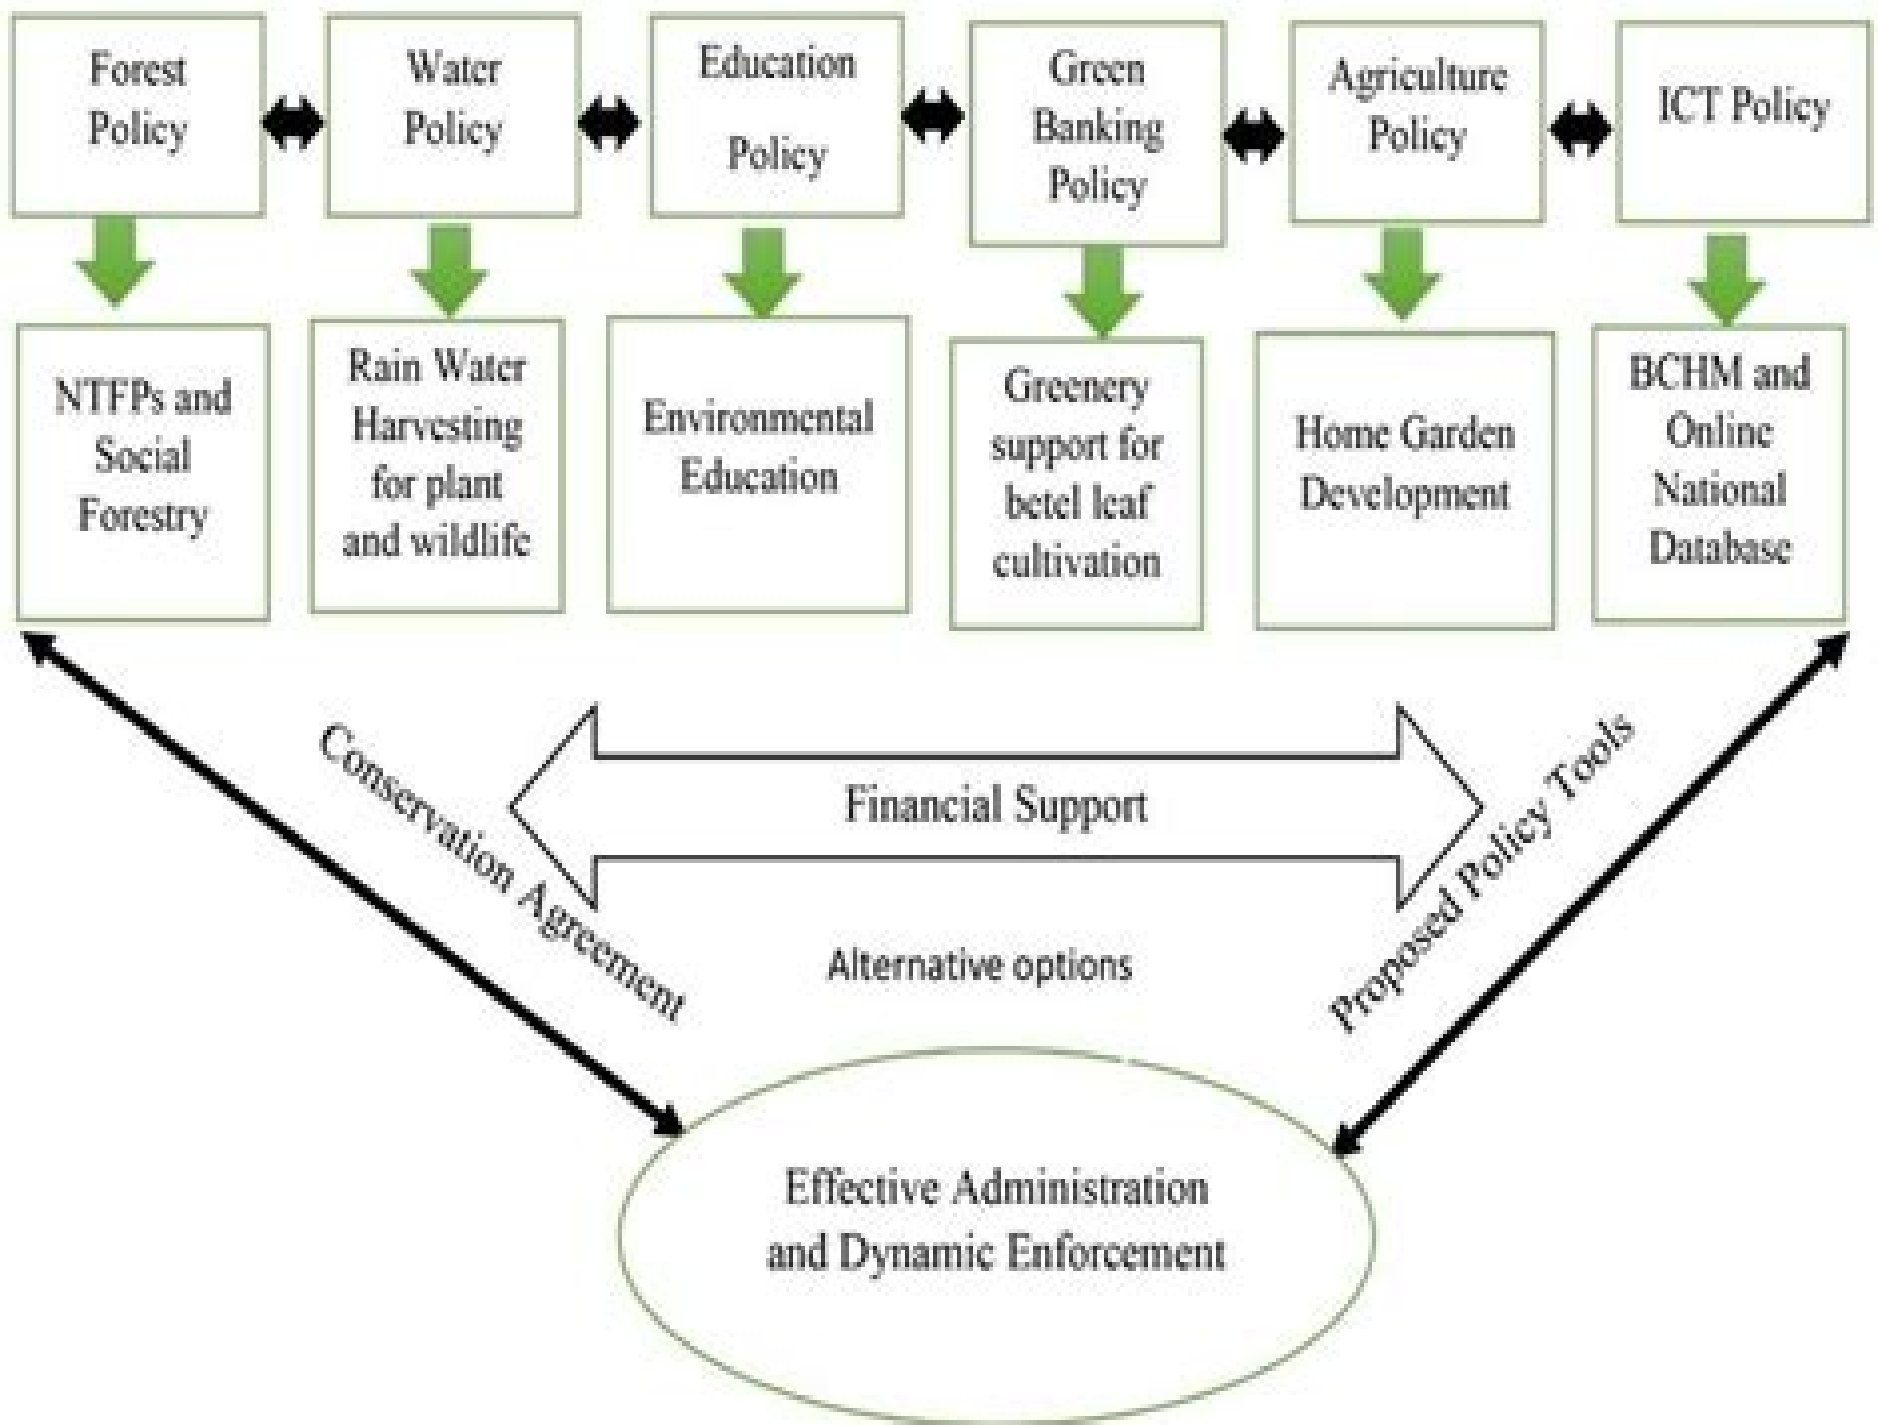 Forest
Policy
Water
Policy
Education
Policy
Green
Banking
Policy
Agriculture
Policy
ICT Policy
NTFPs and
Social
Forestry
Rain Water
Harvesting
for plant
and wildlife
Environmental
Education
Greenery
support for
betel leaf
cultivation
Home Garden
Development
BCHM and
Online
National
Database
Conservation Agreement
Financial Support
Proposed Policy Tools
Alternative options
Effective Administration
and Dynamic Enforcement